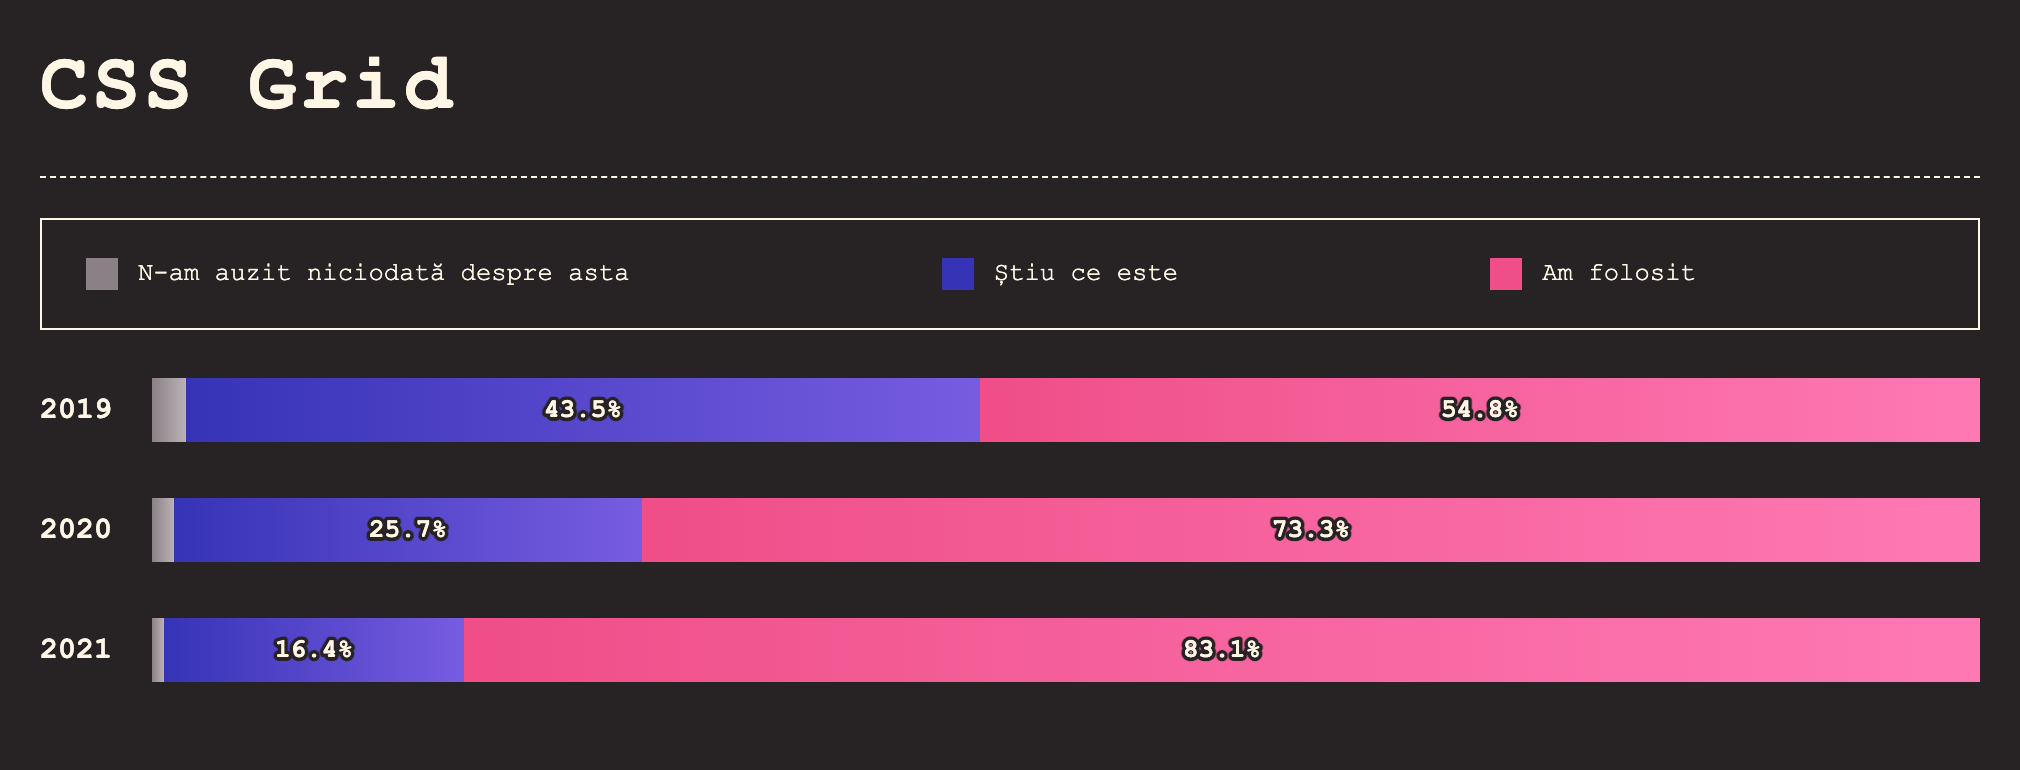 CSS Grid
N-am auzit niciodată despre asta
Știu ce este
Am folosit
2019 43.5% 54.8%
2020 25.7% 73.3%
2021 16.4% 83.1%